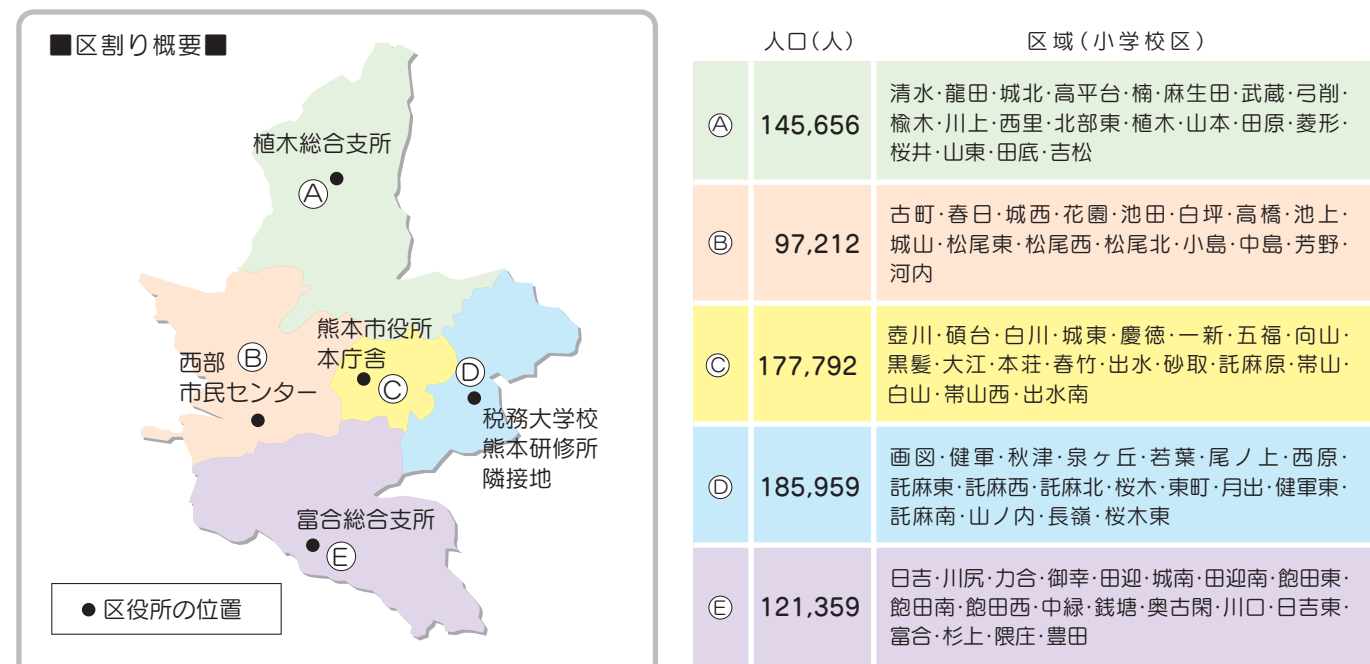 ■区割り概要■
植木総合支所
Ⓐ
熊本市役所
本庁舎
Ⓒ
西部
市民センター
Ⓑ
Ⓓ
税務大学校
熊本研修所
隣接地
富合総合支所
Ⓔ
●区役所の位置
人口(人) 区域(小学校区)
Ⓐ 145,656
清水·龍田·城北·高平台·楠·麻生田·武蔵·弓削·
楡木·川上·西里·北部東·植木·山本·田原·菱形·
桜井·山東·田底·吉松
Ⓑ 97,212
古町·春日·城西·花園·池田·白坪·高橋·池上·
城山·松尾東·松尾西·松尾北·小島·中島·芳野·
河内
Ⓒ 177,792
壺川·碩台·白川·城東·慶徳·一新·五福·向山·
黒髪·大江·本荘·春竹·出水·砂取·託麻原·帯山·
白山·帯山西·出水南
Ⓓ 185,959
画図·健軍·秋津·泉ヶ丘·若葉·尾ノ上·西原·
託麻東·託麻西·託麻北·桜木·東町·月出·健軍東·
託麻南·山ノ内·長嶺·桜木東
Ⓔ 121,359
日吉·川尻·力合·御幸·田迎·城南·田迎南·飽田東·
飽田南·飽田西·中緑·銭塘·奥古閑·川口·日吉東·
富合·杉上·隈庄·豊田